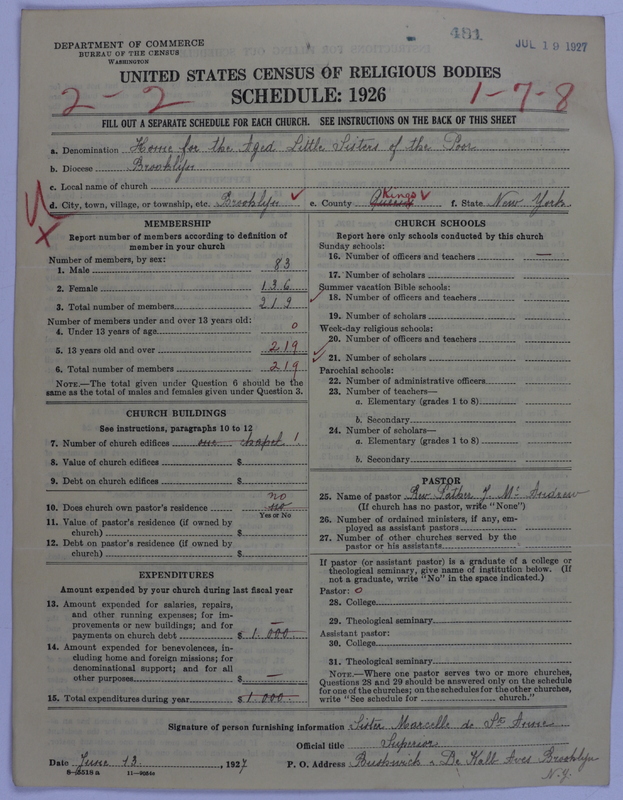 481
JUL 19 1927
DEPARTMENT OF COMMERCE
BUREAU OF THE CENSUS
WASHINGTON
UNITED STATES CENSUS OF RELIGIOUS BODIES
SCHEDULE: 1926
2-2
1-7-8
FILL OUT A SEPARATE SCHEDULE FOR EACH CHURCH. SEE INSTRUCTIONS ON THE BACK OF THIS SHEET
a. Denomination Home for the Aged Little Sisters of the Poor
b. Diocese Brooklyn
c. Local name of church
d. City, town, village, or township, etc. Brooklyn e. County Queens Kings f. State New York
MEMBERSHIP
Report number of members according to definition of
member in your church
Number of members, by sex:
1. Male 83
2. Female 136
3. Total number of members 219
Number of members under and over 13 years old:
4. Under 13 years of age 0
5. 13 years old and over 219
6. Total number of members 219
NOTE.—The total given under Question 6 should be the
same as the total of males and females given under Question 3.
CHURCH BUILDINGS
See instructions, paragraphs 10 to 12
7. Number of church edifices one chapel 1
8. Value of church edifices $
9. Debt on church edifices $
no
10. Does church own pastor's residence no
Yes or No
11. Value of pastor's residence (if owned by
church) $
12. Debt on pastor's residence (if owned by
church) $
EXPENDITURES
Amount expended by your church during last fiscal year
13. Amount expended for salaries, repairs,
and other running expenses; for im-
provements or new buildings; and for
payments on church debt $ 1.000 —
14. Amount expended for benevolences, in-
cluding home and foreign missions; for
denominational support; and for all
other purposes $ —
15. Total expenditures during year $ 1.000
CHURCH SCHOOLS
Report here only schools conducted by this church
Sunday schools:
16. Number of officers and teachers —
17. Number of scholars
Summer vacation Bible schools:
18. Number of officers and teachers
19. Number of scholars
Week-day religious schools:
20. Number of officers and teachers
21. Number of scholars
Parochial schools:
22. Number of administrative officers
23. Number of teachers—
a. Elementary (grades 1 to 8)
b. Secondary
24. Number of scholars—
a. Elementary (grades 1 to 8)
b. Secondary
PASTOR
25. Name of pastor Rev Father J. Mc Andrew
(If church has no pastor, write "None")
26. Number of ordained ministers, if any, em-
ployed as assistant pastors
27. Number of other churches served by the
pastor or his assistants
If pastor (or assistant pastor) is a graduate of a college or
theological seminary, give name of institution below. (If
not a graduate, write "No" in the space indicated.)
Pastor: 0
28. College
29. Theological seminary
Assistant pastor:
30. College
31. Theological seminary
NOTE.—Where one pastor serves two or more churches,
Questions 28 and 29 should be answered only on the schedule
for one of the churches; on the schedules for the other churches,
write "See schedule for church."
Signature of person furnishing information Sister Marcelle de St Anne
Official title Superior
Date June 13, 1927 P. O. Address Bushwick & De Kalb Aves Brooklyn
N-Y.
8-5518 a 11-9034